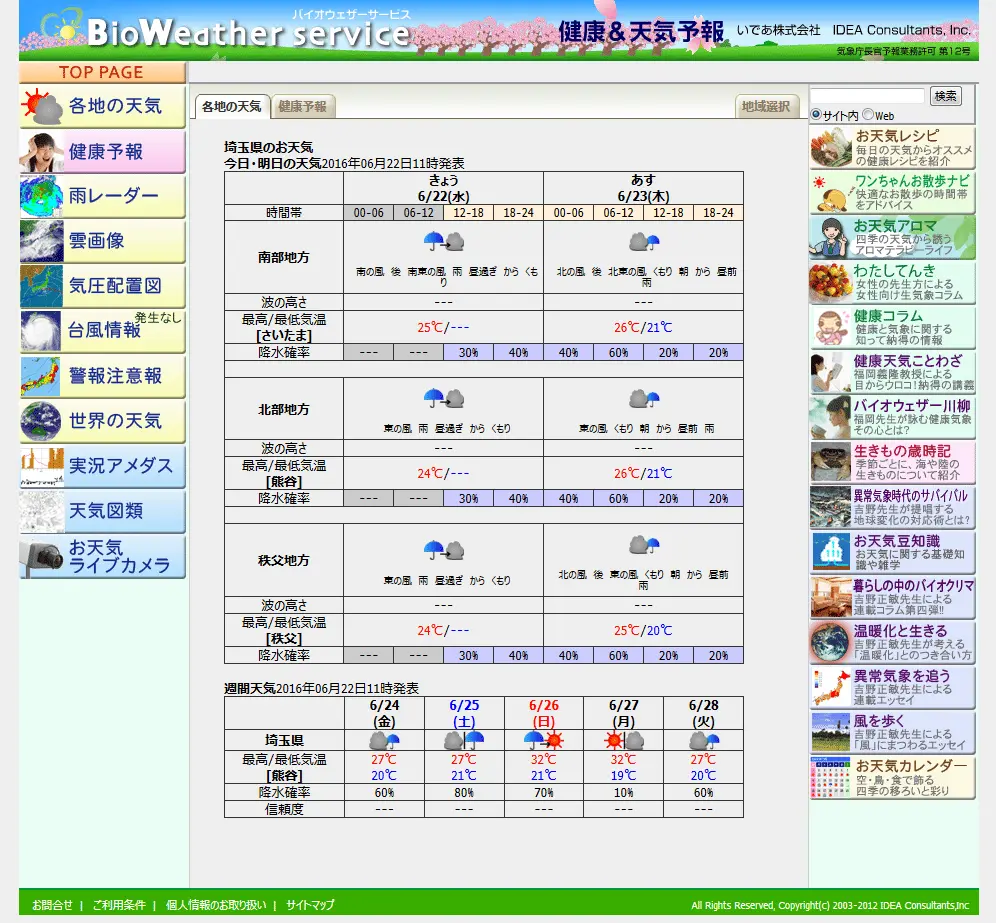 バイオウェザーサービス
BioWeather service
健康&天気予報
いであ株式会社 IDEA Consultants, Inc.
気象庁長官予報業務許可 第12号
TOP PAGE
各地の天気
健康予報
雨レーダー
雲画像
気圧配置図
発生なし
台風情報
警報注意報
世界の天気
実況アメダス
天気図類
お天気
ライブカメラ
各地の天気 健康予報 地域選択
埼玉県のお天気
今日・明日の天気2016年06月22日11時発表
きょう あす
6/22(水) 6/23(木)
時間帯 00-06 06-12 12-18 18-24 00-06 06-12 12-18 18-24
南部地方
南の風 後 南東の風 雨 昼過ぎ から くも
り
北の風 後 北東の風 くもり 朝 から 昼前
雨
波の高さ --- ---
最高/最低気温
[さいたま]
25℃/--- 26℃/21℃
降水確率 --- --- 30% 40% 40% 60% 20% 20%
北部地方
東の風 雨 昼過ぎ から くもり
東の風 くもり 朝 から 昼前 雨
波の高さ --- ---
最高/最低気温
[熊谷]
24℃/--- 26℃/21℃
降水確率 --- --- 30% 40% 40% 60% 20% 20%
秩父地方
東の風 雨 昼過ぎ から くもり
北の風 後 東の風 くもり 朝 から 昼前
雨
波の高さ --- ---
最高/最低気温
[秩父]
24℃/--- 25℃/20℃
降水確率 --- --- 30% 40% 40% 60% 20% 20%
週間天気2016年06月22日11時発表
6/24 6/25 6/26 6/27 6/28
(金) (土) (日) (月) (火)
埼玉県
最高/最低気温 27℃ 27℃ 32℃ 32℃ 27℃
[熊谷] 20℃ 21℃ 21℃ 19℃ 20℃
降水確率 60% 80% 70% 10% 60%
信頼度 --- --- --- --- ---
検索
サイト内 Web
お天気レシピ
毎日の天気からオススメ
の健康レシピを紹介
ワンちゃんお散歩ナビ
快適なお散歩の時間帯
をアドバイス
お天気アロマ
四季の天気から誘う
アロマテラピーライフ
わたしてんき
女性の先生方による
女性向け生気象コラム
健康コラム
健康と気象に関する
知って納得の情報
健康天気ことわざ
福岡義隆教授による
目からウロコ!納得の講義
バイオウェザー川柳
福岡先生が詠む健康気象
その心とは?
生きもの歳時記
季節ごとに、海や陸の
生きものについて紹介
異常気象時代のサバイバル
吉野先生が提唱する
地球変化の対応術とは?
お天気豆知識
お天気に関する基礎知
識や雑学
暮らしの中のバイオクリマ
吉野正敏先生による
連載コラム第四弾!!
温暖化と生きる
吉野正敏先生が考える
「温暖化」とのつき合い方
異常気象を追う
吉野正敏先生による
連載エッセイ
風を歩く
吉野正敏先生による
「風」にまつわるエッセイ
お天気カレンダー
空・鳥・食で飾る
四季の移ろいと彩り
お問合せ | ご利用条件 | 個人情報のお取り扱い | サイトマップ
All Rights Reserved, Copyright(c) 2003-2012 IDEA Consultants,Inc